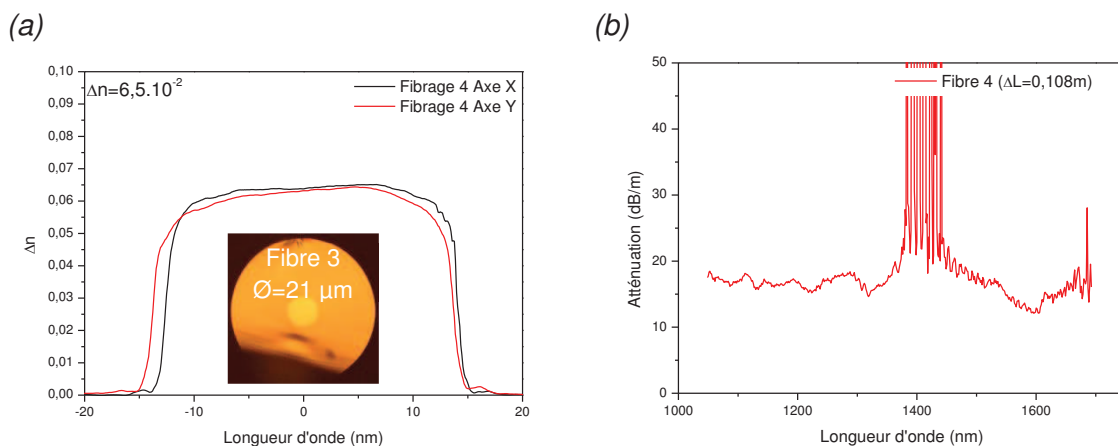 (a)
Δn=6,5.10⁻²
Fibrage 4 Axe X
Fibrage 4 Axe Y
Fibre 3
Ø=21 µm
Δn
0,10
0,09
0,08
0,07
0,06
0,05
0,04
0,03
0,02
0,01
0,00
-20
-10
0
10
20
Longueur d'onde (nm)
(b)
Fibre 4 (ΔL=0,108m)
Atténuation (dB/m)
50
40
30
20
10
0
1000
1200
1400
1600
Longueur d'onde (nm)